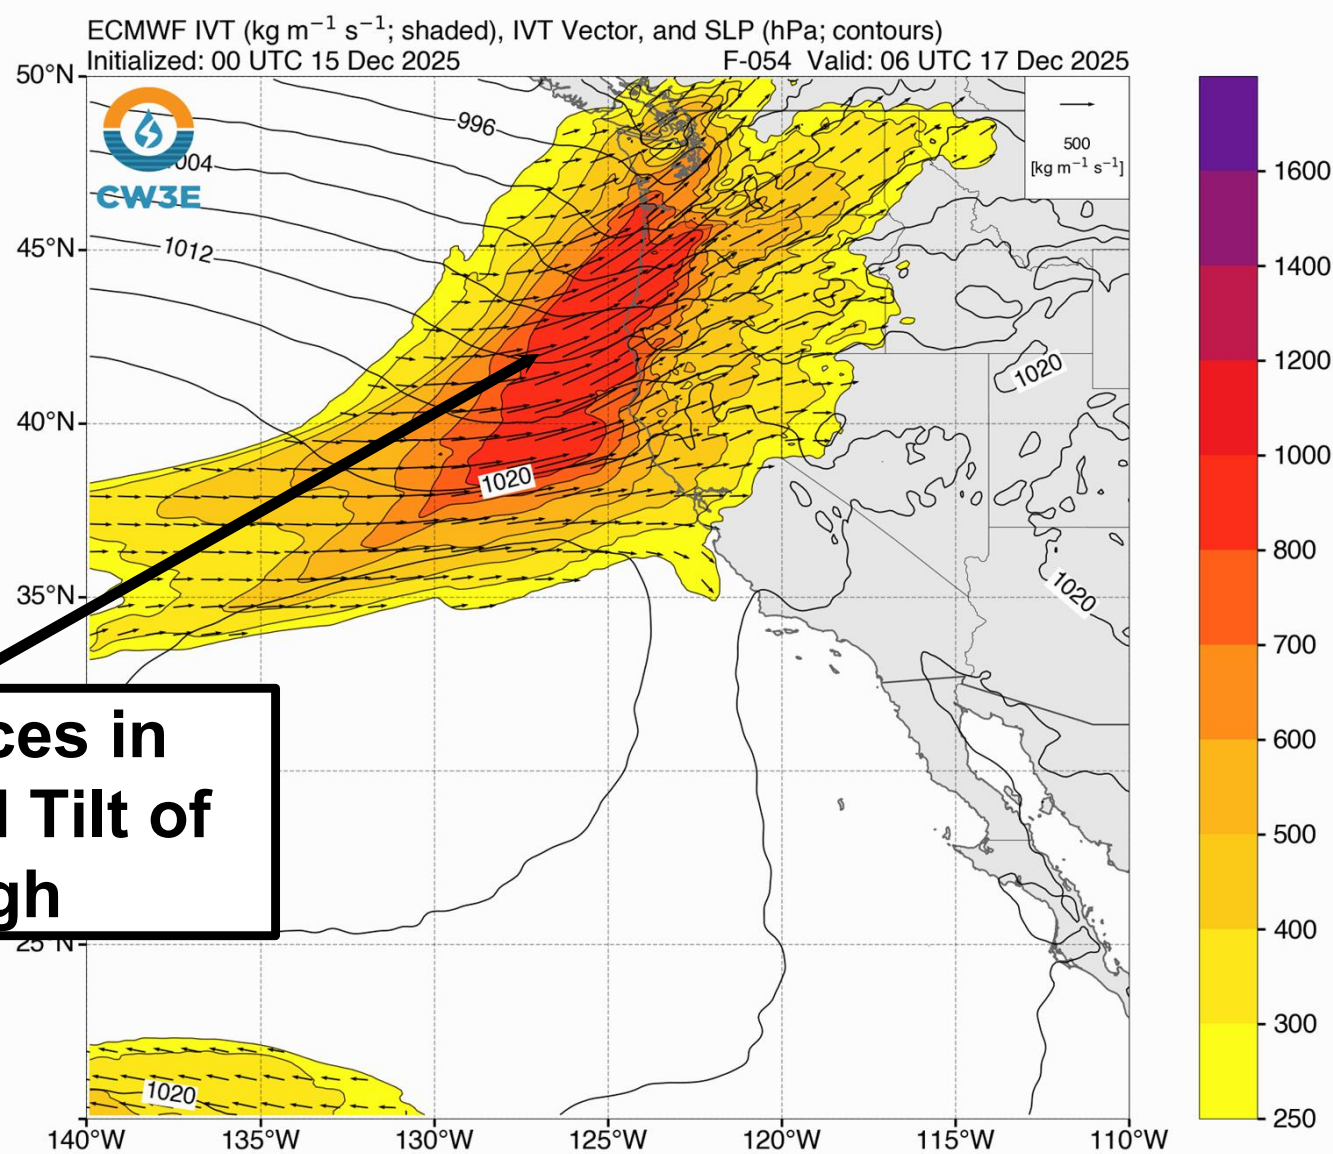 ECMWF IVT (kg m⁻¹ s⁻¹; shaded), IVT Vector, and SLP (hPa; contours)
Initialized: 00 UTC 15 Dec 2025 F-054 Valid: 06 UTC 17 Dec 2025
50°N
45°N
40°N
35°N
25°N
140°W 135°W 130°W 125°W 120°W 115°W 110°W
CW3E
996
004
1012
1020
1020
1020
1020
500
[kg m⁻¹ s⁻¹]
ces in
Tilt of
gh
1600
1400
1200
1000
800
700
600
500
400
300
250